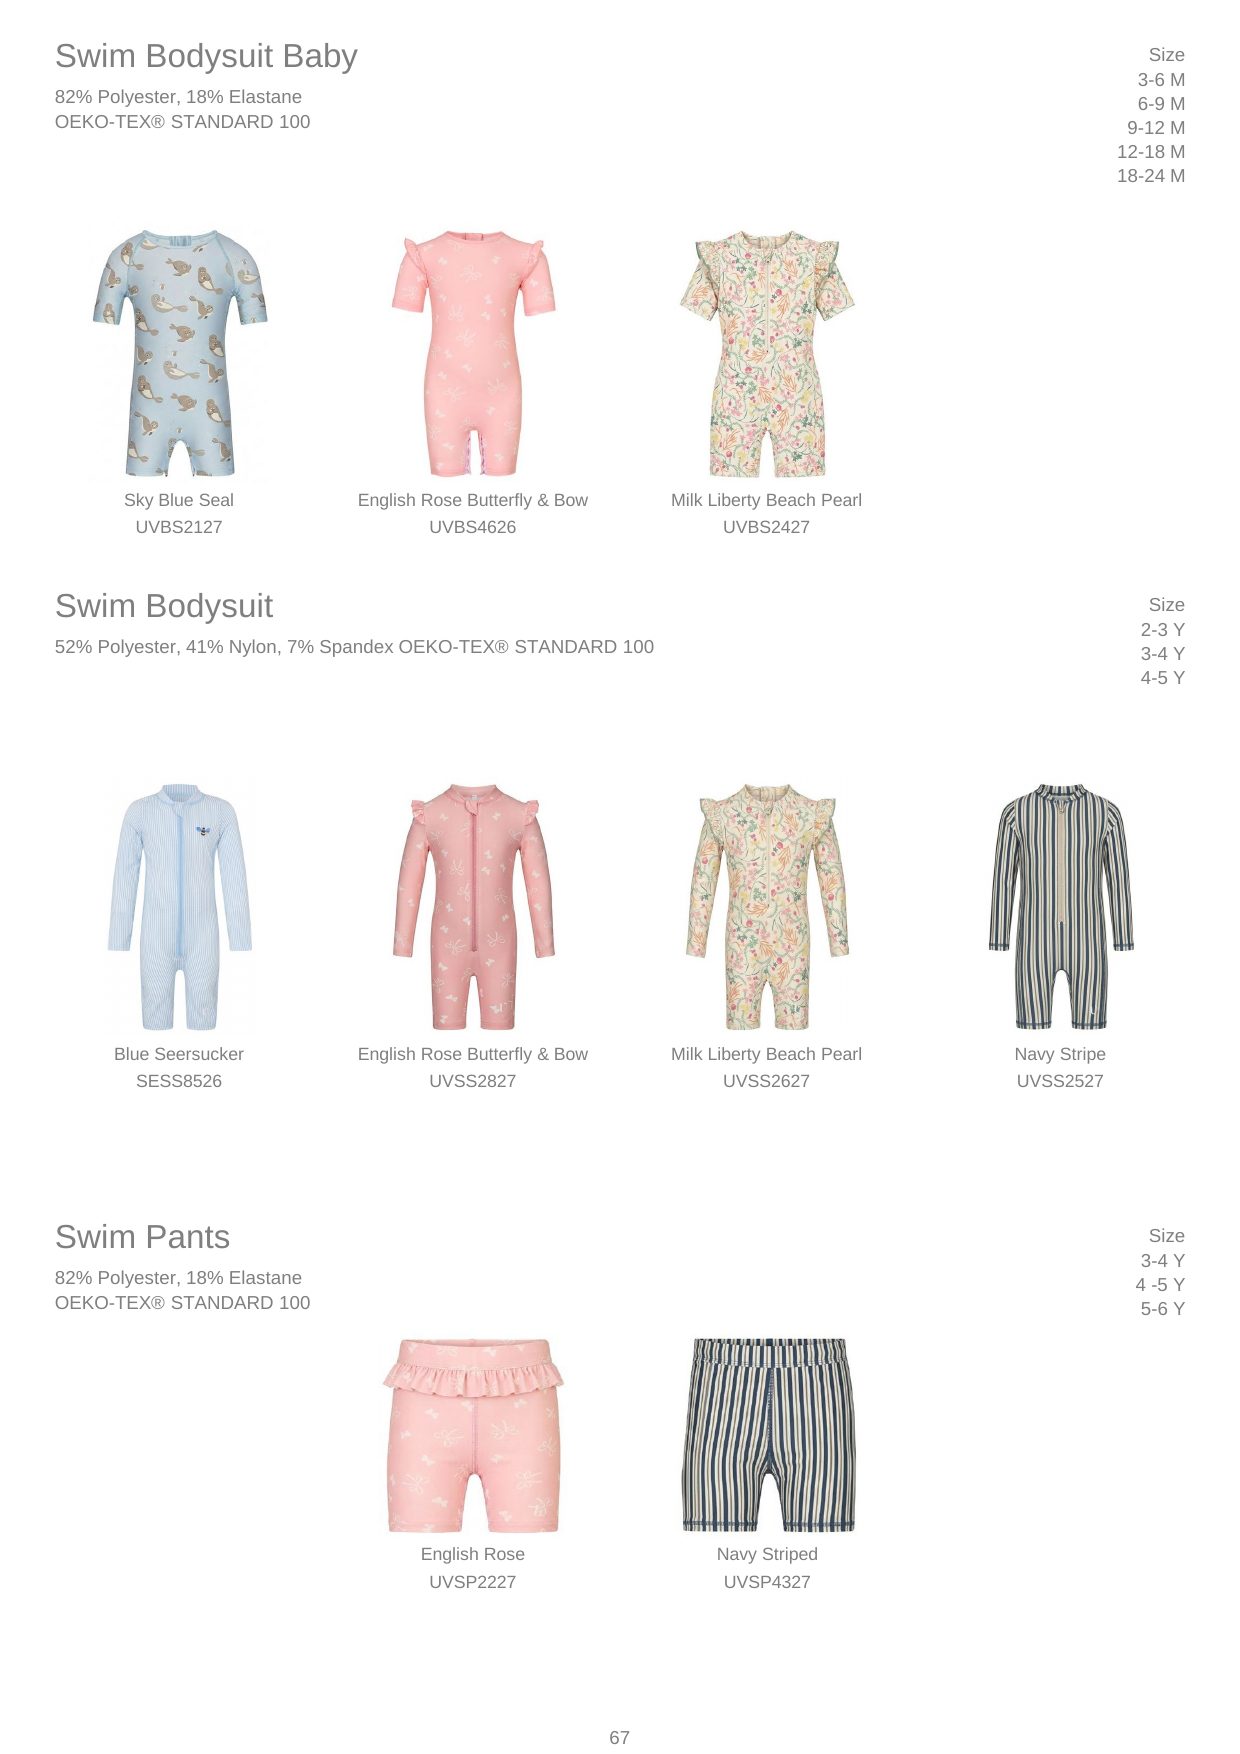 Swim Bodysuit Baby
82% Polyester, 18% Elastane
OEKO-TEX® STANDARD 100
Size
3-6 M
6-9 M
9-12 M
12-18 M
18-24 M
Sky Blue Seal
UVBS2127
English Rose Butterfly & Bow
UVBS4626
Milk Liberty Beach Pearl
UVBS2427
Swim Bodysuit
52% Polyester, 41% Nylon, 7% Spandex OEKO-TEX® STANDARD 100
Size
2-3 Y
3-4 Y
4-5 Y
Blue Seersucker
SESS8526
English Rose Butterfly & Bow
UVSS2827
Milk Liberty Beach Pearl
UVSS2627
Navy Stripe
UVSS2527
Swim Pants
82% Polyester, 18% Elastane
OEKO-TEX® STANDARD 100
Size
3-4 Y
4 -5 Y
5-6 Y
English Rose
UVSP2227
Navy Striped
UVSP4327
67